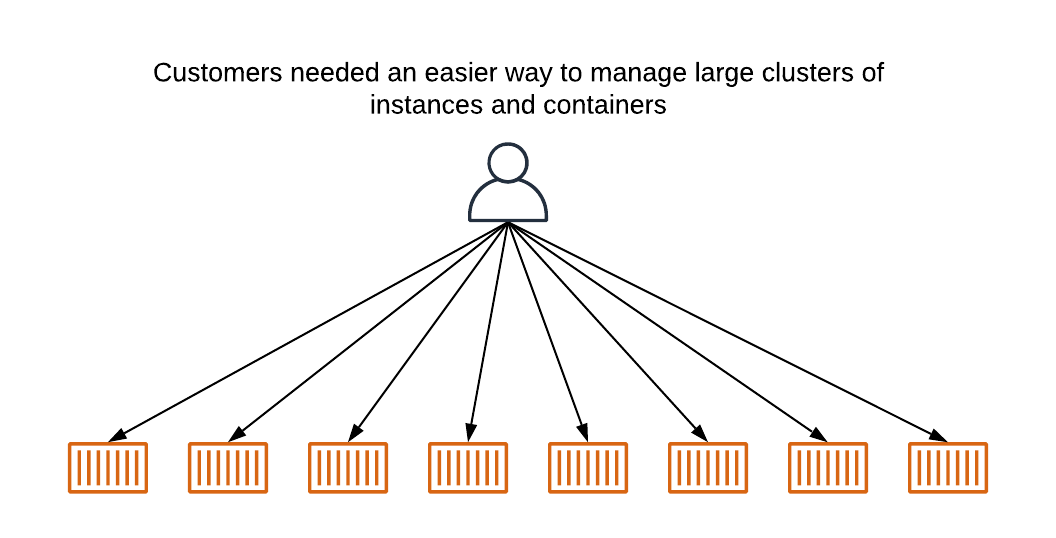 Customers needed an easier way to manage large clusters of
instances and containers